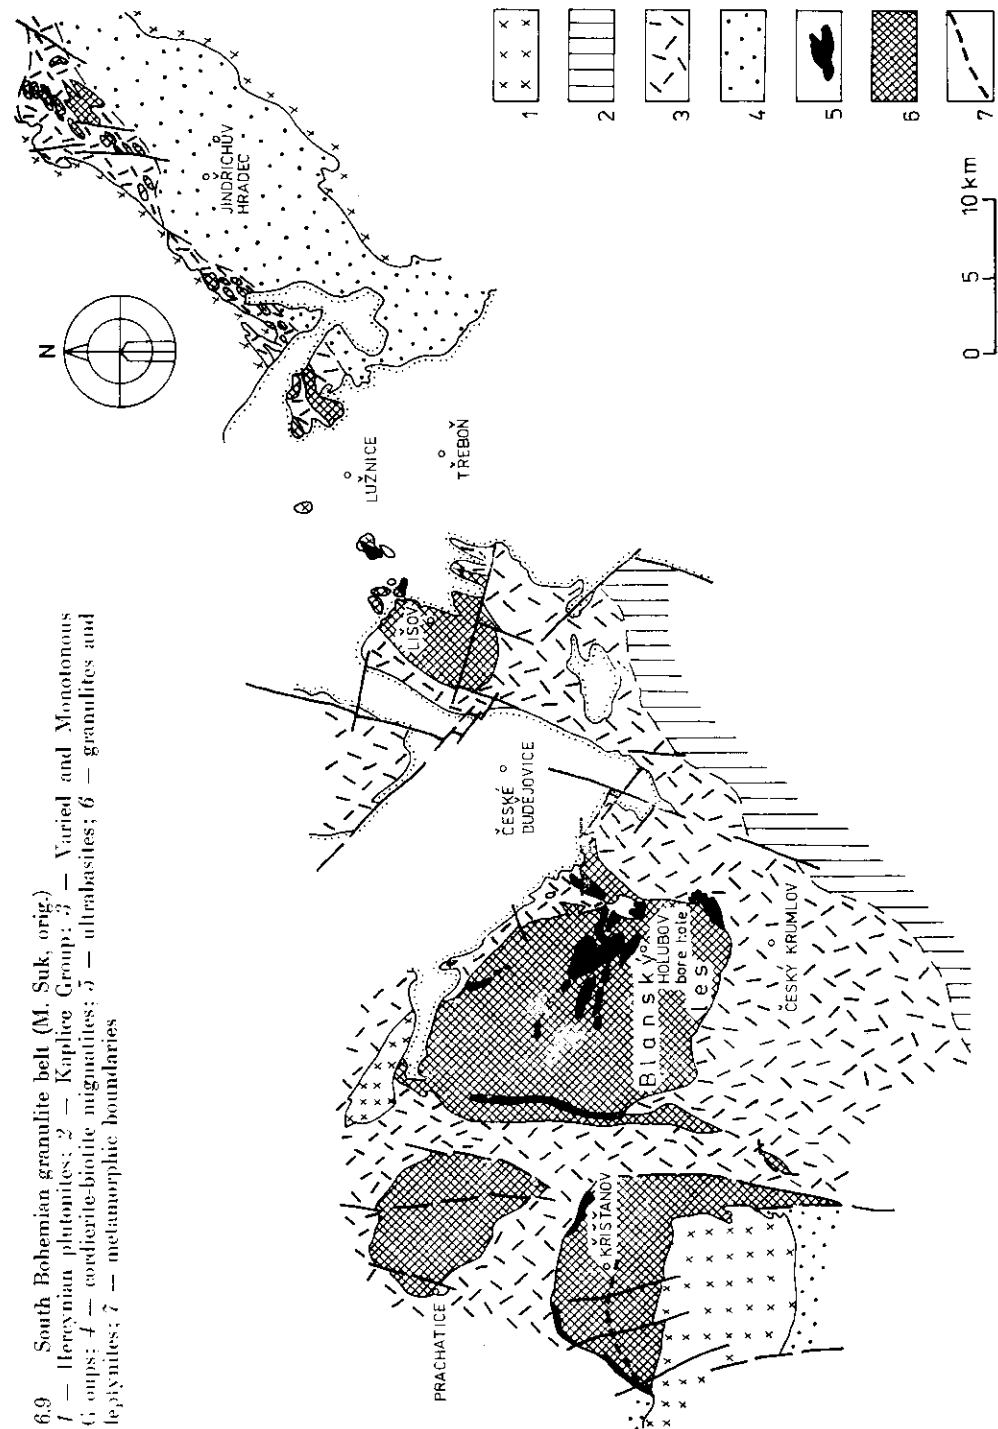 6.9 South Bohemian granulite belt (M. Suk, orig.)
1 — Hercynian plutonites; 2 — Kaplice Group; 3 — Varied and Monotonous
G oups; 4 — cordierite-biotite migmatites; 5 — ultrabasites; 6 — granulites and
leptynites; 7 — metamorphic boundaries
N
JINDŘICHŮV
HRADEC
LUŽNICE
TŘEBOŇ
LIŠOV
ČESKÉ
BUDĚJOVICE
Blanský
HOLUBOV
bore hole
les
ČESKÝ KRUMLOV
PRACHATICE
KŘIŠŤANOV
1
2
3
4
5
6
7
0 5 10 km